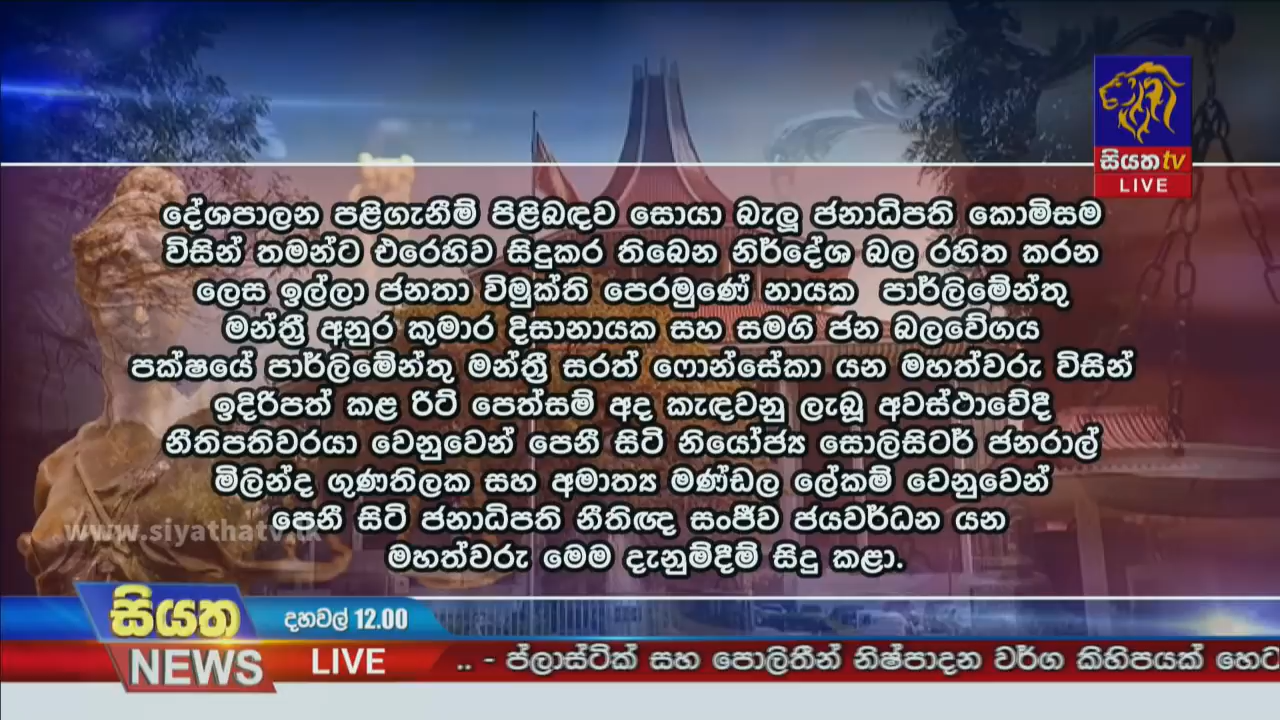 සියත tv
LIVE
දේශපාලන පළිගැනීම් පිළිබඳව සොයා බැලූ ජනාධිපති කොමිසම
විසින් තමන්ට එරෙහිව සිදුකර තිබෙන නිර්දේශ බල රහිත කරන
ලෙස ඉල්ලා ජනතා විමුක්ති පෙරමුණේ නායක පාර්ලිමේන්තු
මන්ත්‍රී අනුර කුමාර දිසානායක සහ සමගි ජන බලවේගය
පක්ෂයේ පාර්ලිමේන්තු මන්ත්‍රී සරත් ෆොන්සේකා යන මහත්වරු විසින්
ඉදිරිපත් කළ රිට් පෙත්සම් අද කැඳවනු ලැබූ අවස්ථාවේදී
නීතිපතිවරයා වෙනුවෙන් පෙනී සිටි නියෝජ්‍ය සොලිසිටර් ජනරාල්
මිලින්ද ගුණතිලක සහ අමාත්‍ය මණ්ඩල ලේකම් වෙනුවෙන්
පෙනී සිටි ජනාධිපති නීතිඥ සංජීව ජයවර්ධන යන
මහත්වරු මෙම දැනුම්දීම් සිදු කළා.
www.siyathatv.lk
සියත
NEWS
දහවල් 12.00
LIVE
.. - ප්ලාස්ටික් සහ පොලිතීන් නිෂ්පාදන වර්ග කිහිපයක් හෙට